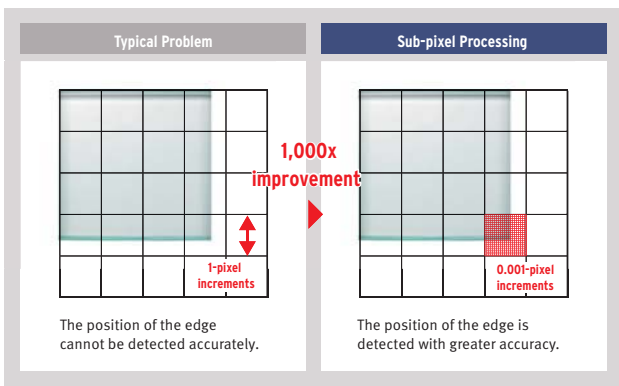 Typical Problem
Sub-pixel Processing
1,000x
improvement
1-pixel
increments
0.001-pixel
increments
The position of the edge
cannot be detected accurately.
The position of the edge is
detected with greater accuracy.